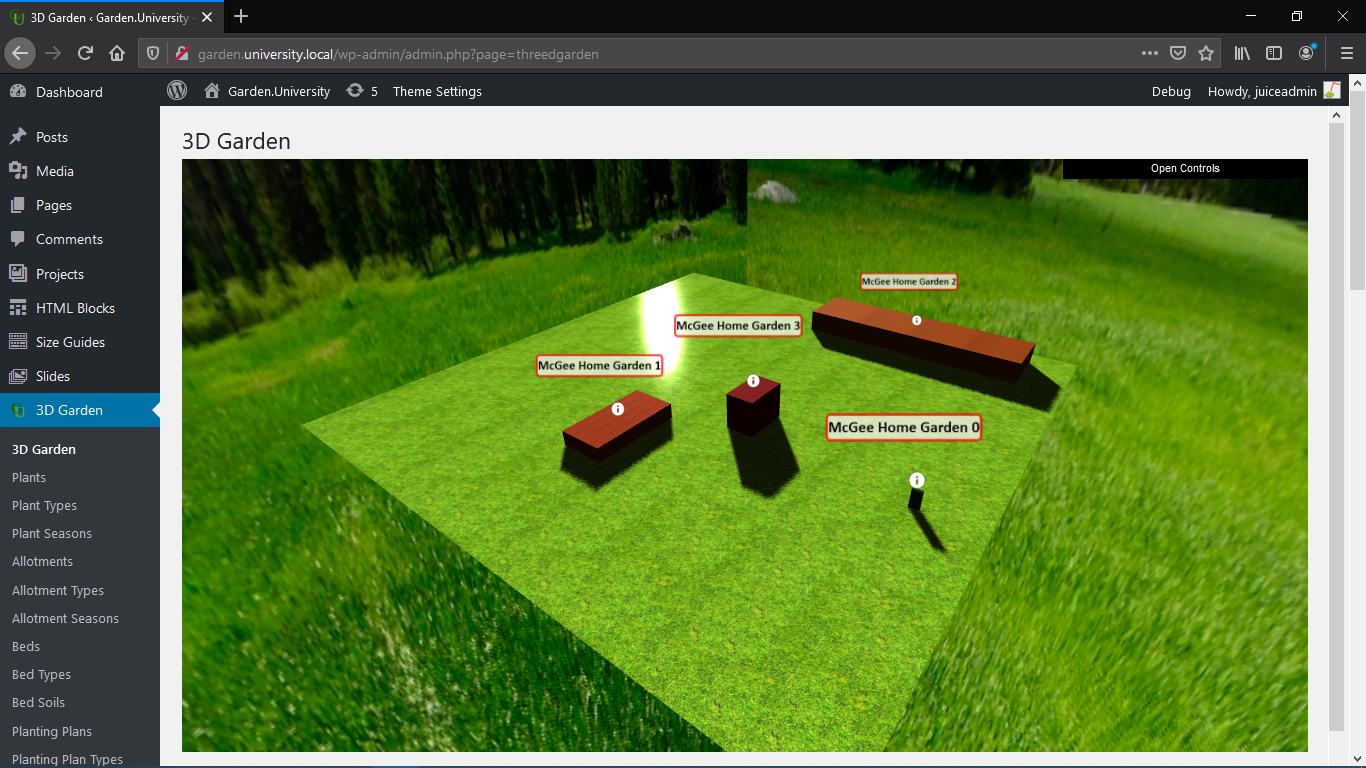 3D Garden ‹ Garden.University -
garden.university.local/wp-admin/admin.php?page=threedgarden
Dashboard
Garden.University
5
Theme Settings
Debug
Howdy, juiceadmin
Posts
Media
Pages
Comments
Projects
HTML Blocks
Size Guides
Slides
3D Garden
3D Garden
Plants
Plant Types
Plant Seasons
Allotments
Allotment Types
Allotment Seasons
Beds
Bed Types
Bed Soils
Planting Plans
Planting Plan Types
3D Garden
Open Controls
McGee Home Garden 2
McGee Home Garden 3
McGee Home Garden 1
McGee Home Garden 0